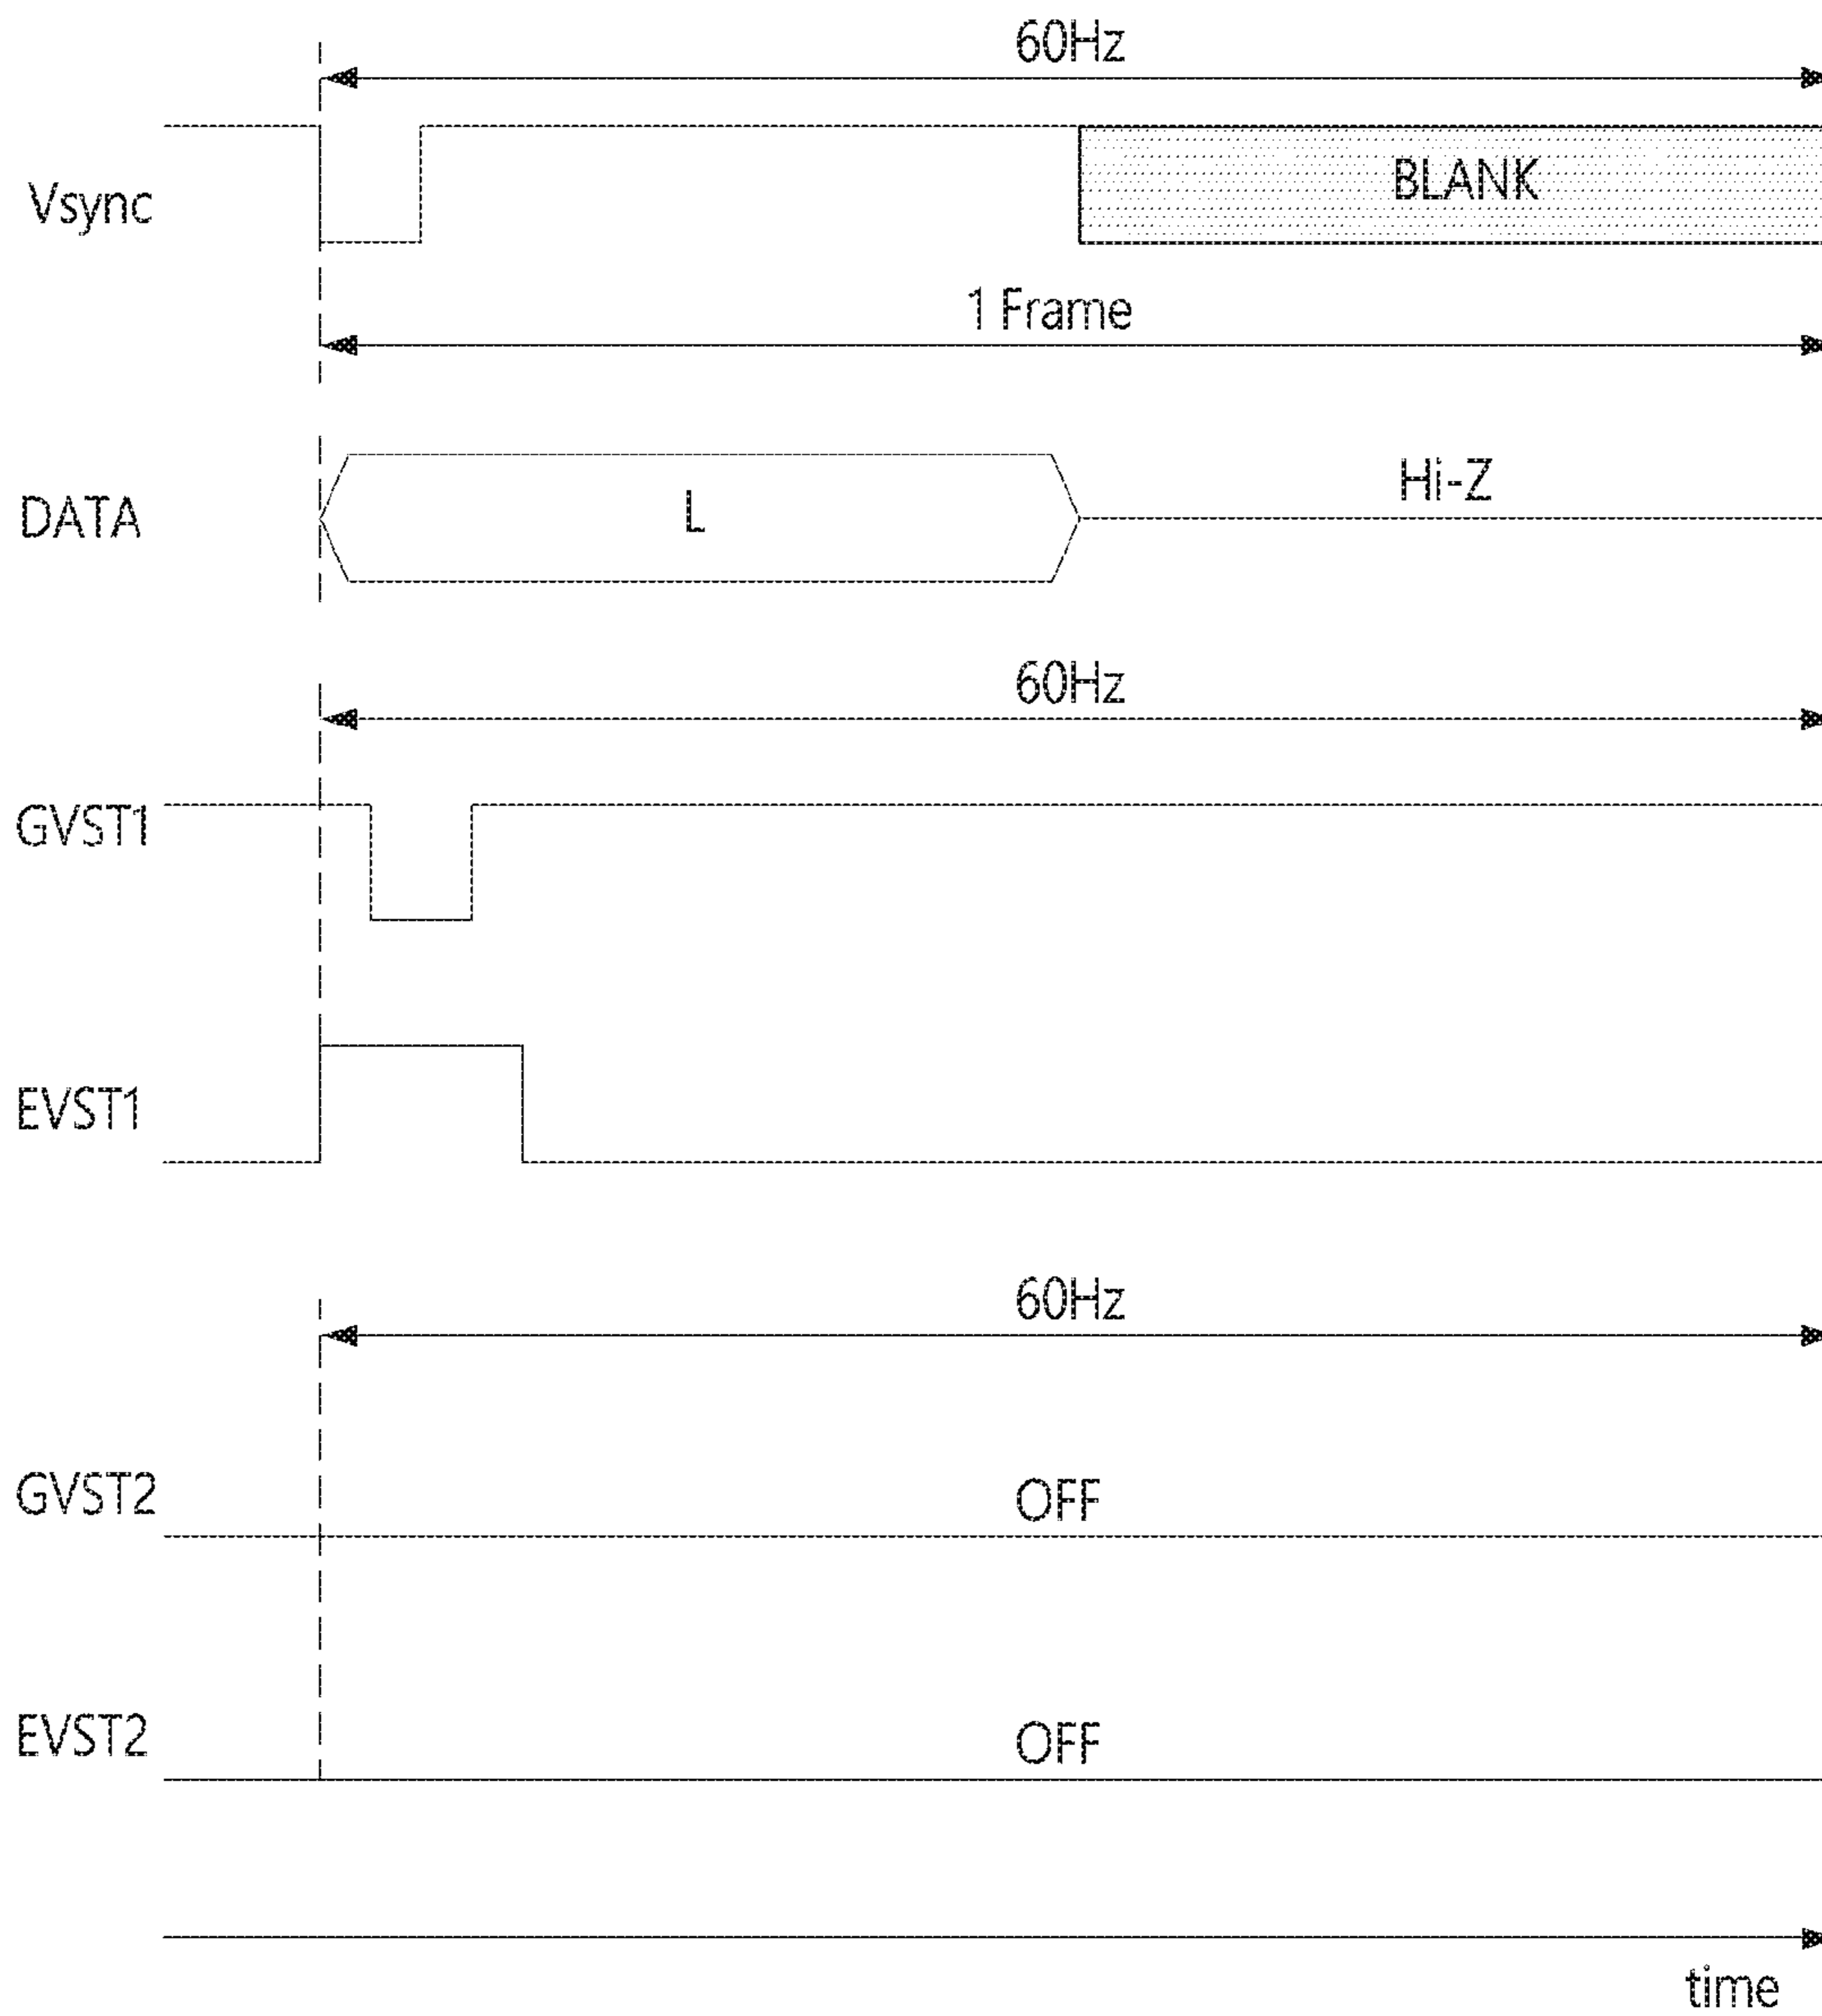 60Hz
Vsync
BLANK
1 Frame
DATA
L
Hi-Z
60Hz
GVST1
EVST1
60Hz
GVST2
OFF
EVST2
OFF
time